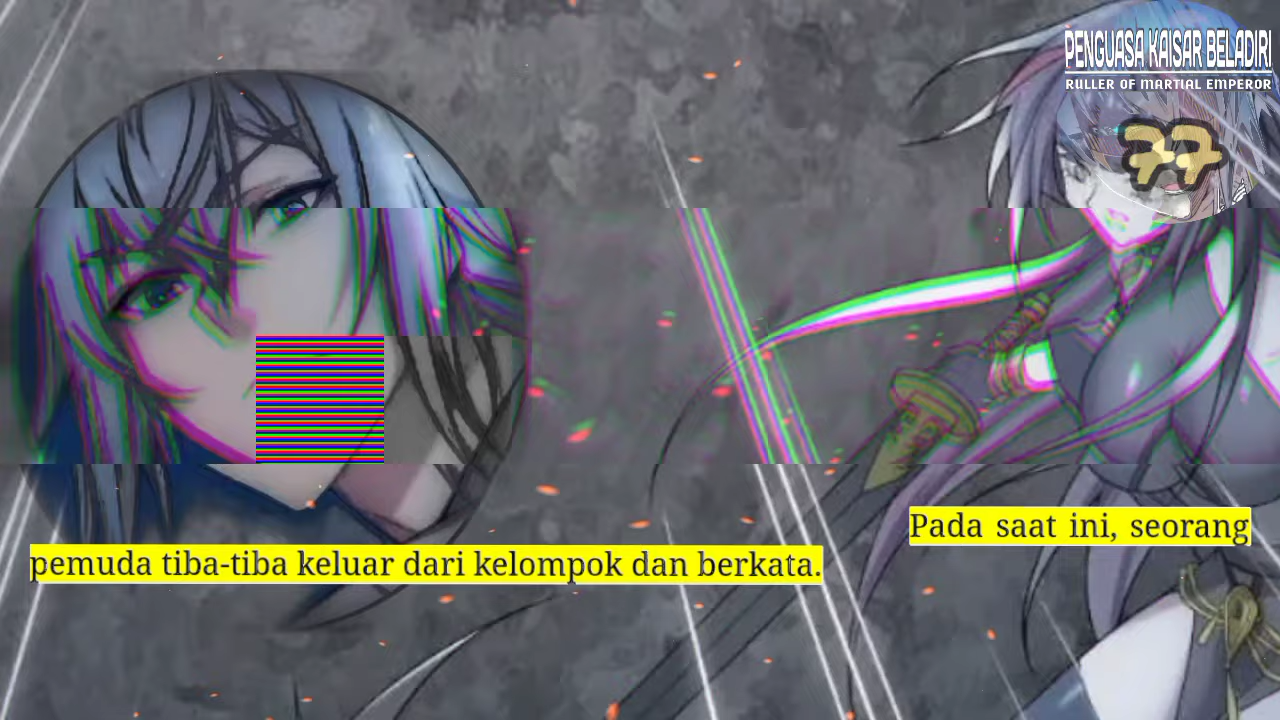 PENGUASA KAISAR BELADIRI
RULLER OF MARTIAL EMPEROR
77
Pada saat ini, seorang
pemuda tiba-tiba keluar dari kelompok dan berkata.